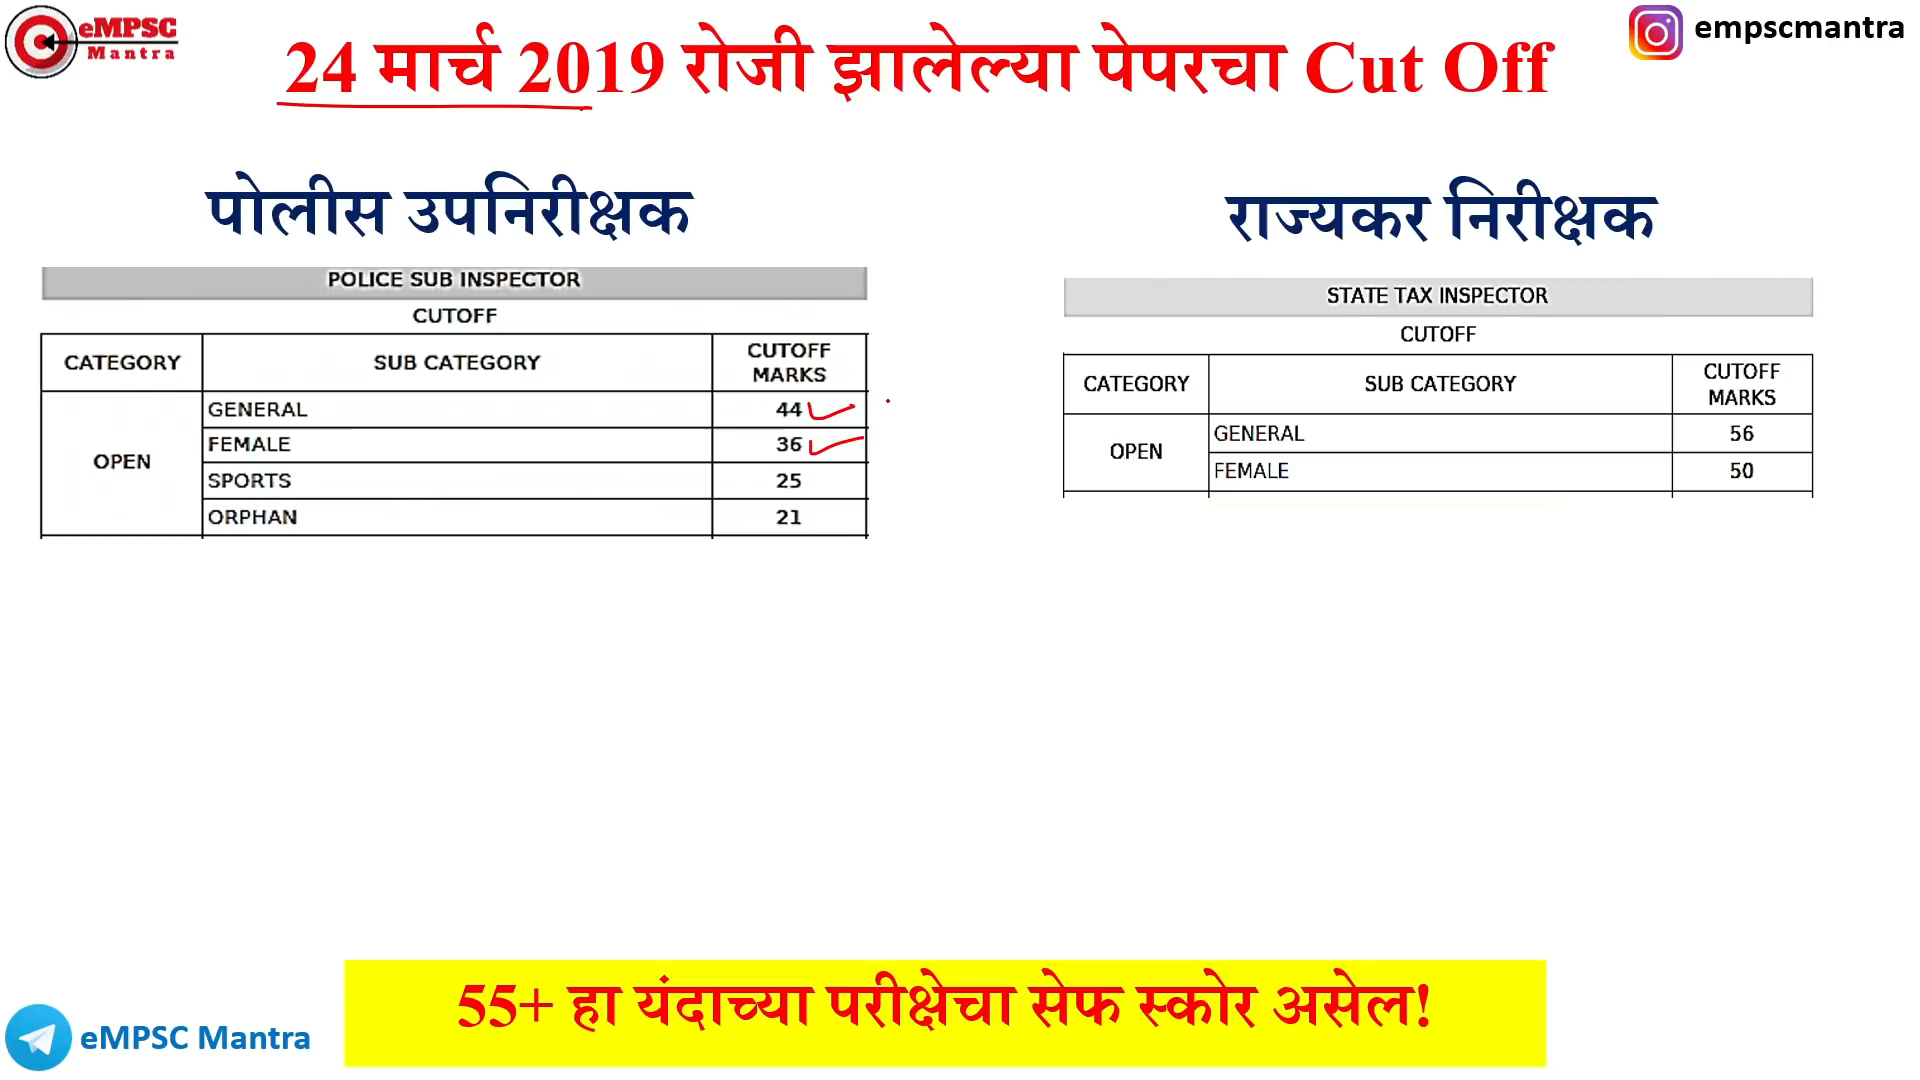 eMPSC
Mantra
24 मार्च 2019 रोजी झालेल्या पेपरचा Cut Off
empscmantra
पोलीस उपनिरीक्षक
POLICE SUB INSPECTOR
CUTOFF
CATEGORY SUB CATEGORY CUTOFF MARKS
OPEN
GENERAL 44
FEMALE 36
SPORTS 25
ORPHAN 21
राज्यकर निरीक्षक
STATE TAX INSPECTOR
CUTOFF
CATEGORY SUB CATEGORY CUTOFF MARKS
OPEN
GENERAL 56
FEMALE 50
55+ हा यंदाच्या परीक्षेचा सेफ स्कोर असेल!
eMPSC Mantra